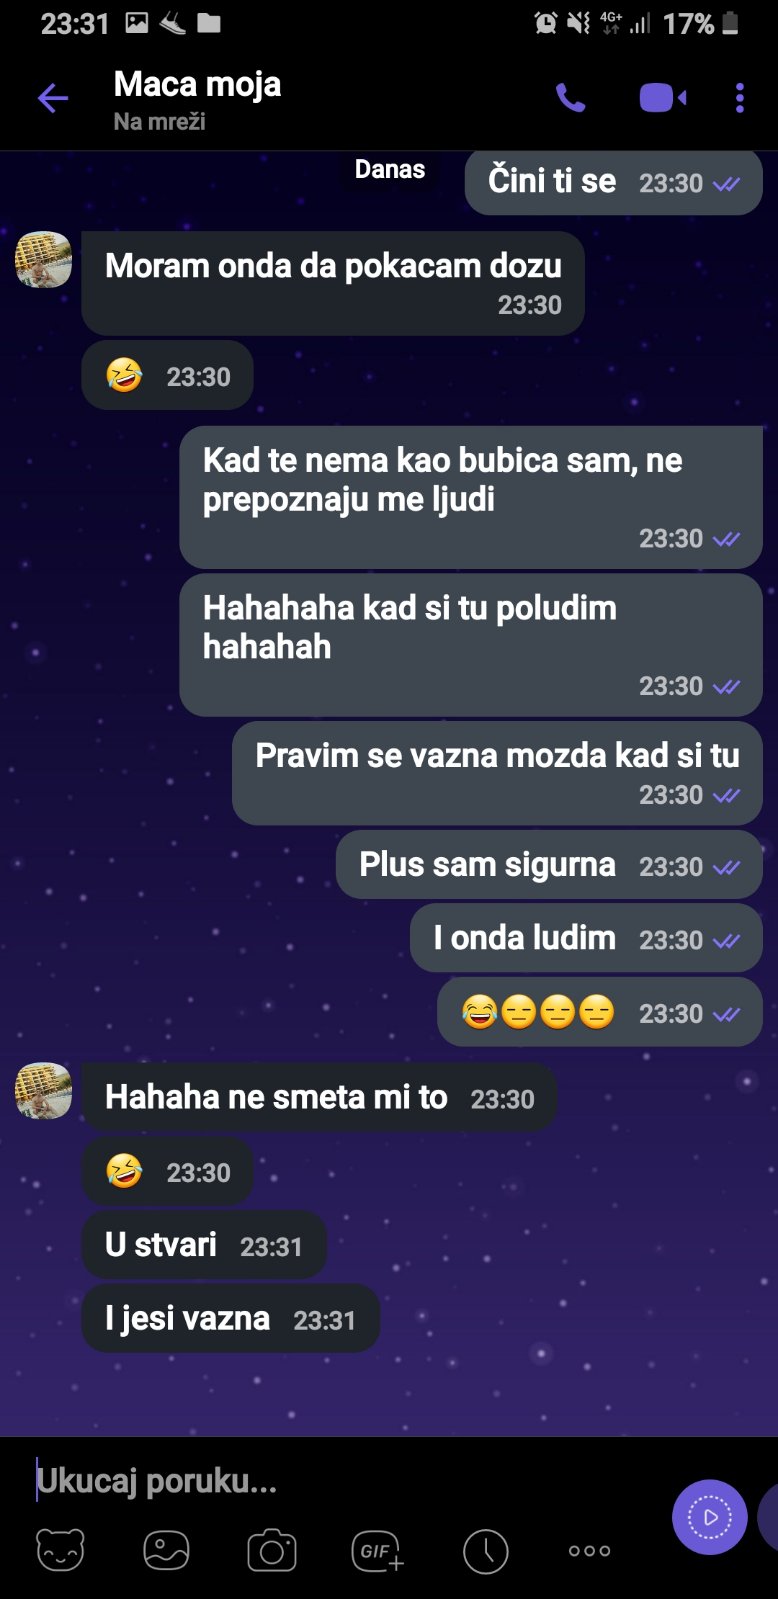 23:31 4G+ 17%
Maca moja
Na mreži
Danas
Čini ti se 23:30
Moram onda da pokacam dozu
23:30
🤣 23:30
Kad te nema kao bubica sam, ne
prepoznaju me ljudi
23:30
Hahahaha kad si tu poludim
hahahah
23:30
Pravim se vazna mozda kad si tu
23:30
Plus sam sigurna 23:30
I onda ludim 23:30
😂😑😑😑 23:30
Hahaha ne smeta mi to 23:30
🤣 23:30
U stvari 23:31
I jesi vazna 23:31
Ukucaj poruku...
GIF